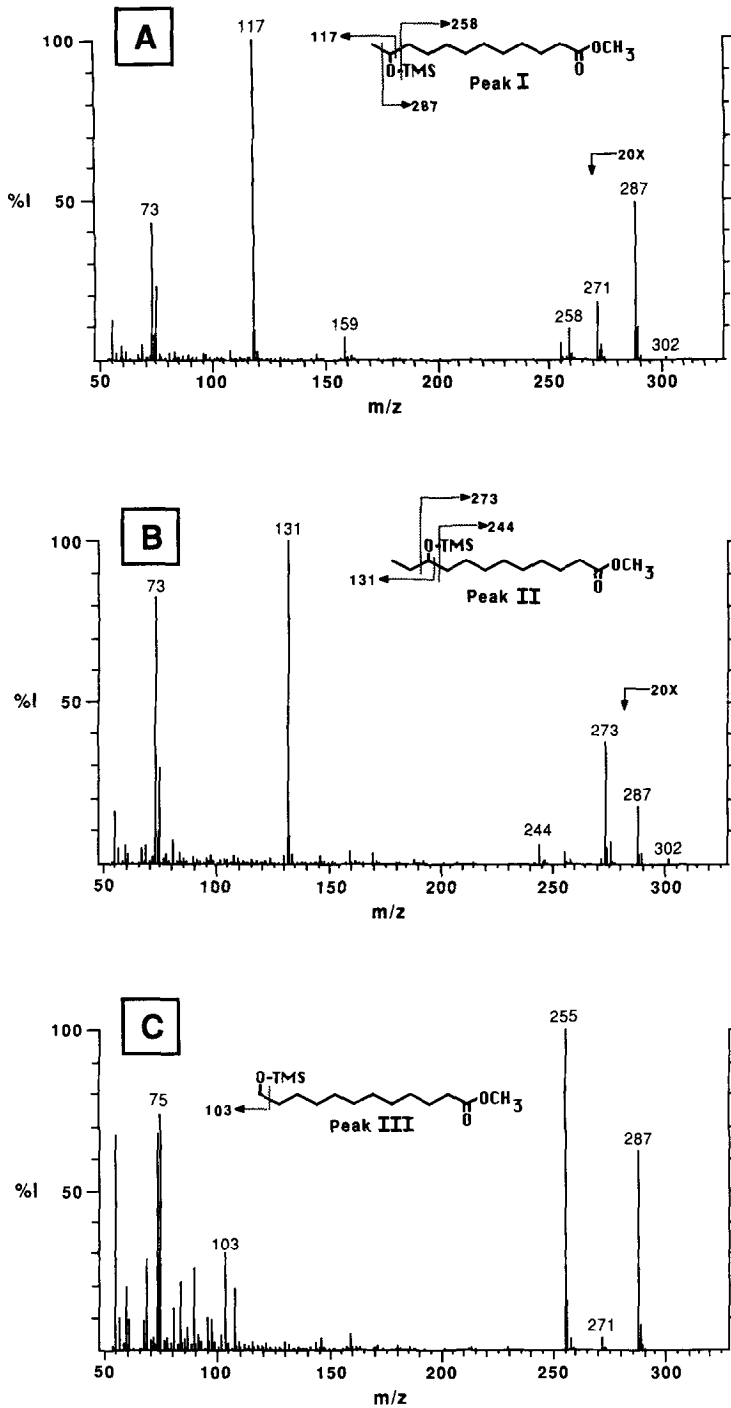 A
117
258
117
O-TMS
OCH3
O
Peak I
287
20X
287
73
271
258
159
302
100
50
%I
50
100
150
200
250
300
m/z
B
131
273
244
O-TMS
OCH3
O
131
Peak II
73
20X
273
287
244
302
100
50
%I
50
100
150
200
250
300
m/z
C
255
O-TMS
OCH3
O
103
Peak III
75
287
103
271
100
50
%I
50
100
150
200
250
300
m/z